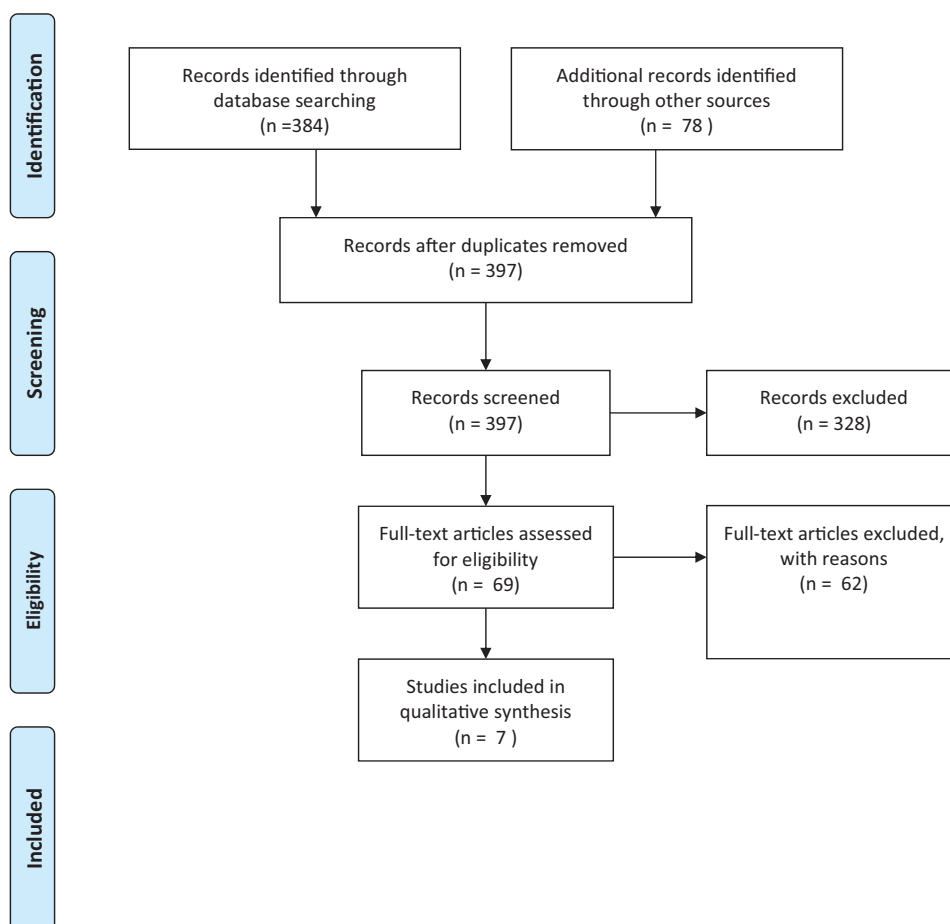 Identification
Records identified through
database searching
(n =384)
Additional records identified
through other sources
(n = 78 )
Records after duplicates removed
(n = 397)
Screening
Records screened
(n = 397)
Records excluded
(n = 328)
Eligibility
Full-text articles assessed
for eligibility
(n = 69)
Full-text articles excluded,
with reasons
(n = 62)
Studies included in
qualitative synthesis
(n = 7 )
Included